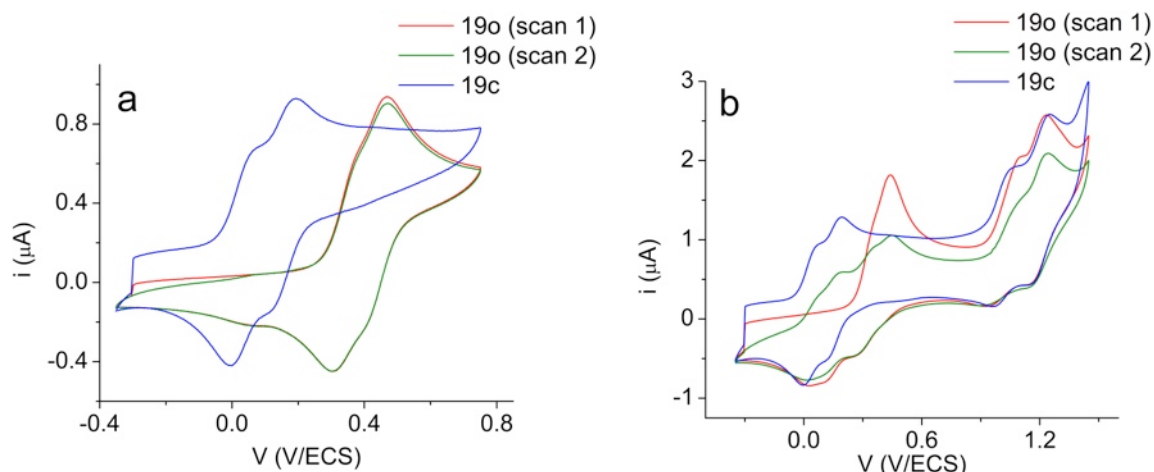 19o (scan 1)
19o (scan 2)
19c
a
0.8
0.4
0.0
-0.4
i (μA)
-0.4
0.0
0.4
0.8
V (V/ECS)
19o (scan 1)
19o (scan 2)
19c
b
3
2
1
0
-1
i (μA)
0.0
0.6
1.2
V (V/ECS)